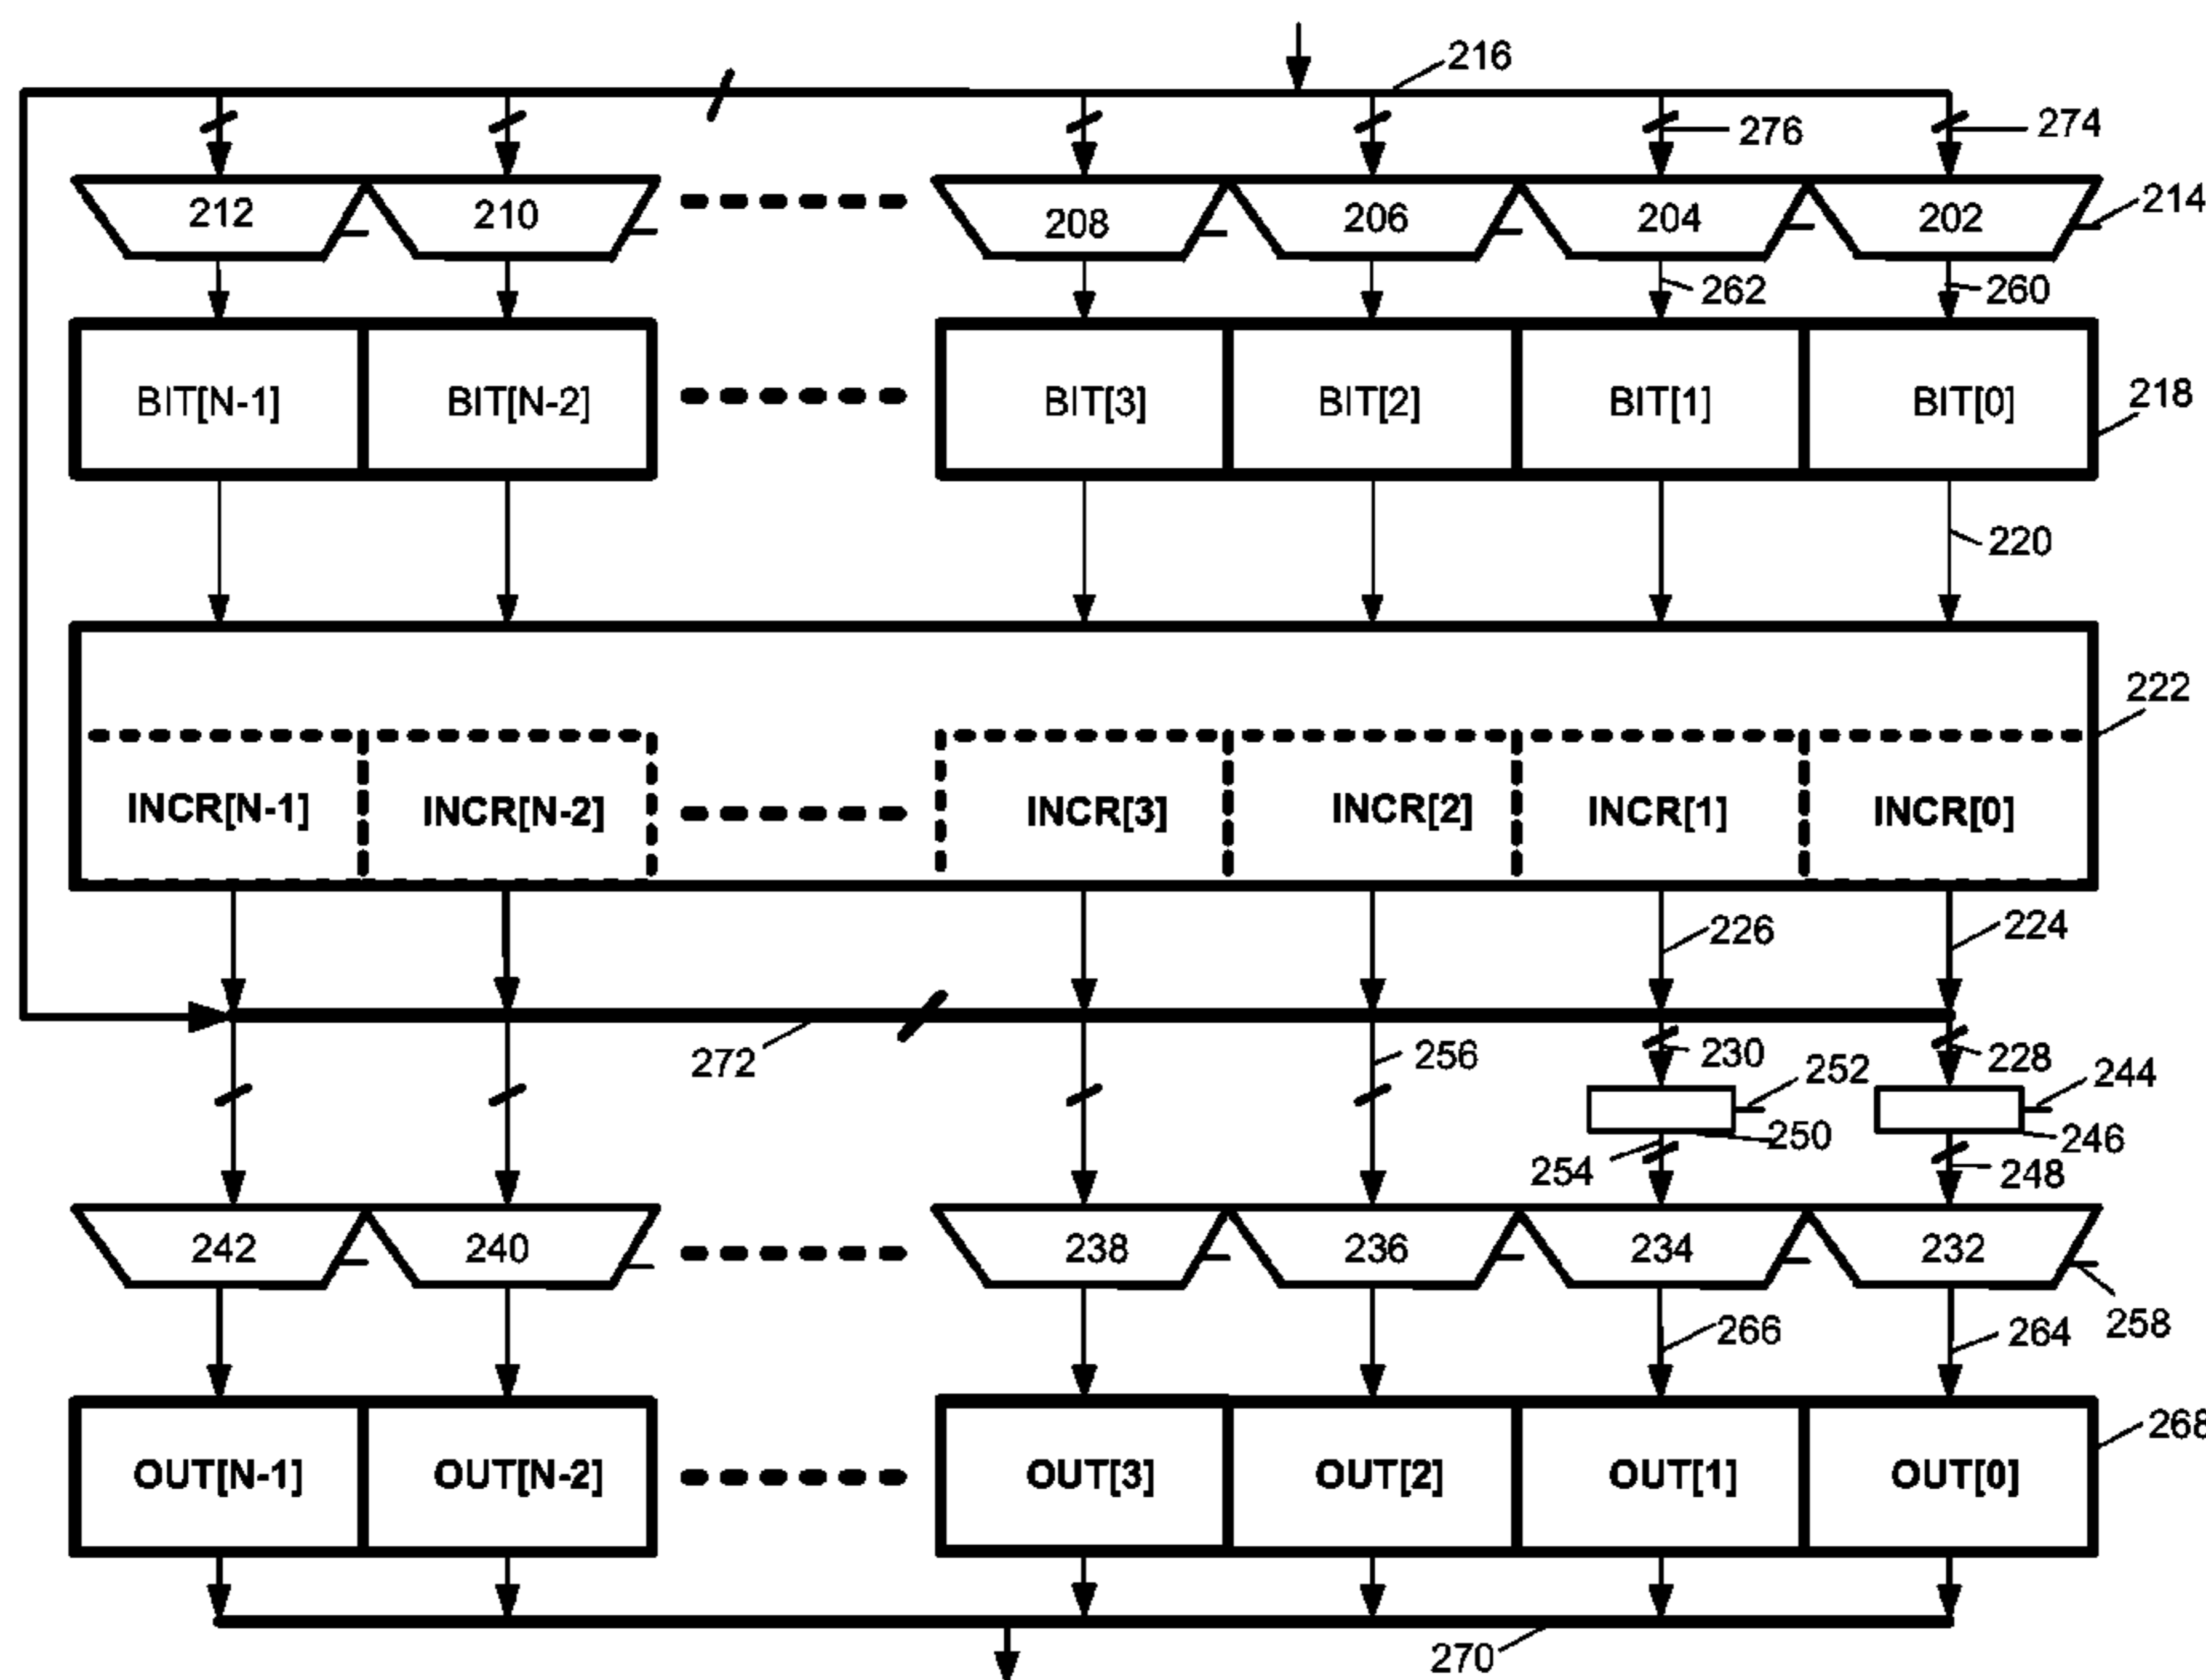 216
276 274
212 210 208 206 204 202 214
262 260
BIT[N-1] BIT[N-2] BIT[3] BIT[2] BIT[1] BIT[0] 218
220
222
INCR[N-1] INCR[N-2] INCR[3] INCR[2] INCR[1] INCR[0]
226 224
272 256 230 228
252 244
250 246
254 248
242 240 238 236 234 232
266 264 258
OUT[N-1] OUT[N-2] OUT[3] OUT[2] OUT[1] OUT[0] 268
270